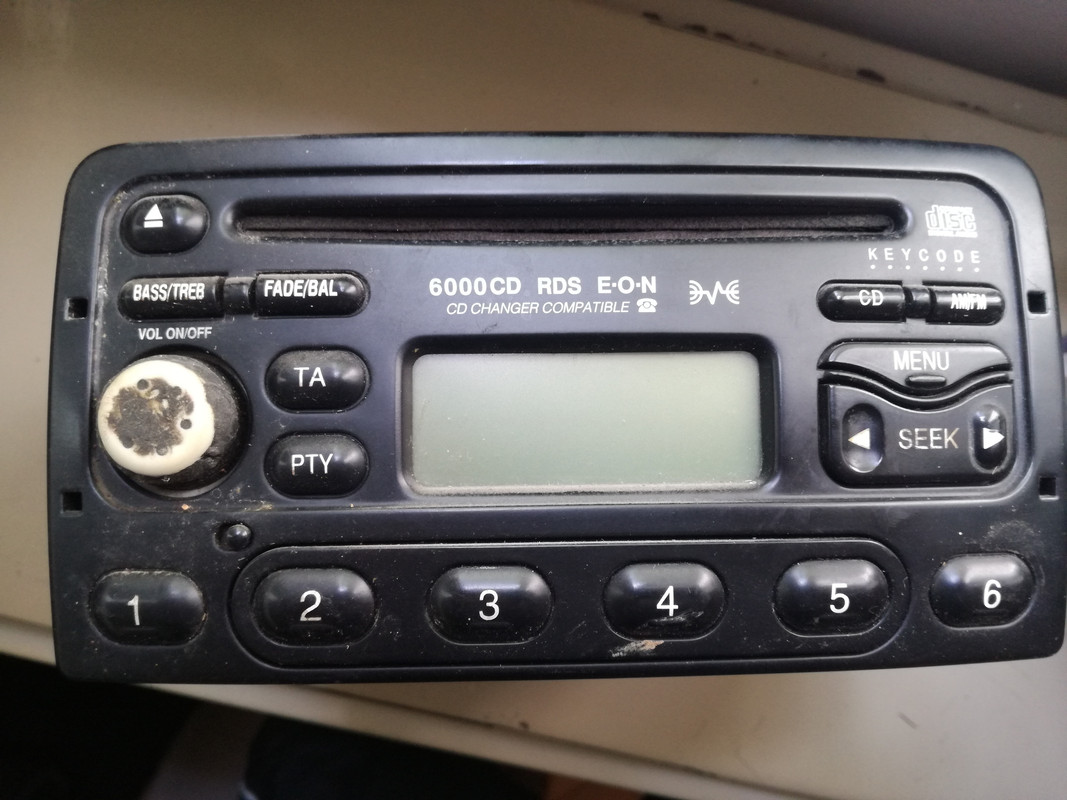 disc
KEYCODE
BASS/TREB FADE/BAL
6000CD RDS E·O·N
CD CHANGER COMPATIBLE
CD AM/FM
VOL ON/OFF
MENU
TA
SEEK
PTY
1 2 3 4 5 6